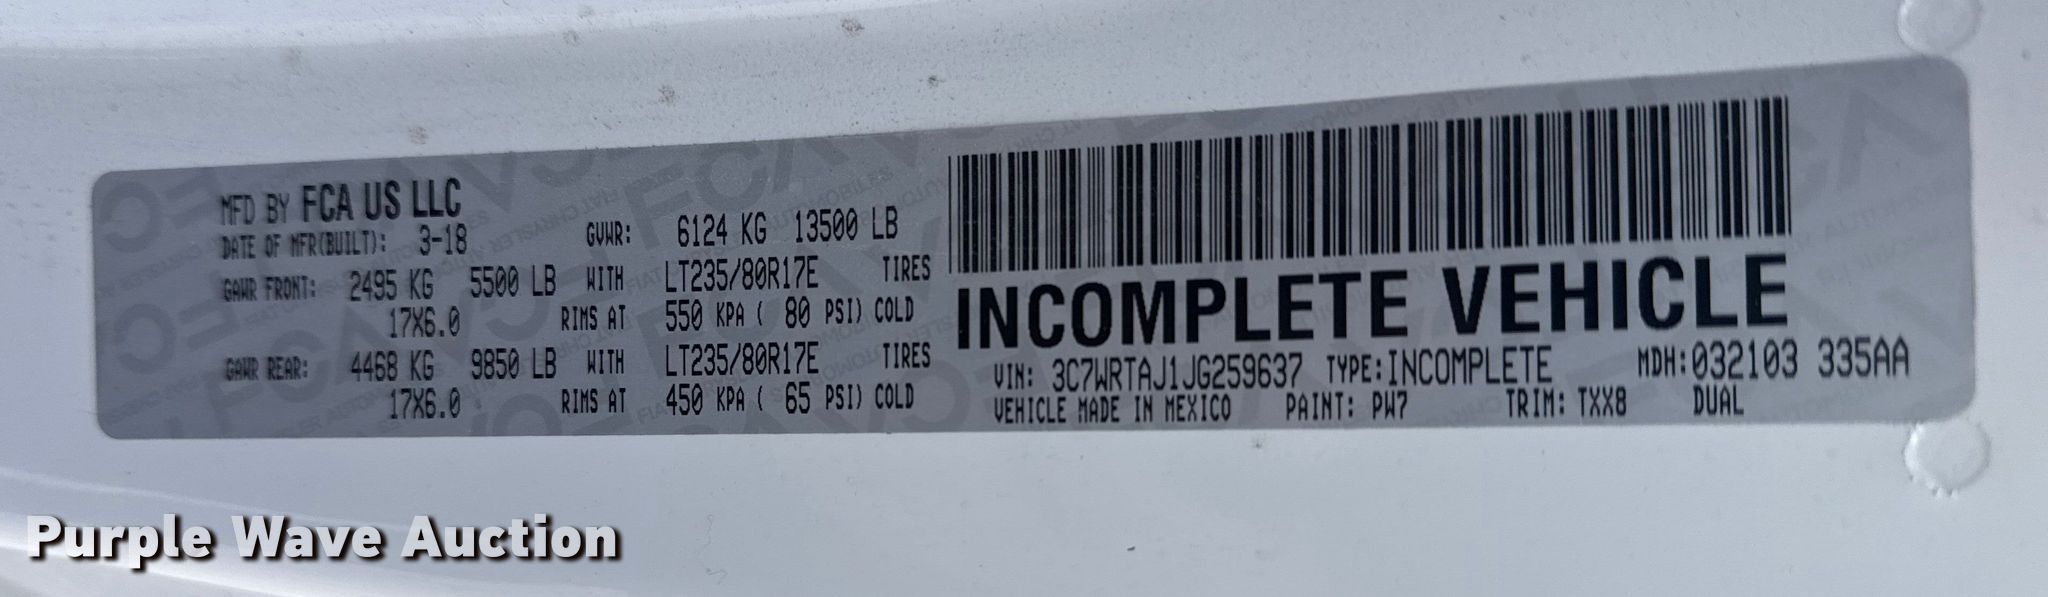 MFD BY FCA US LLC
DATE OF MFR(BUILT): 3-18 GVWR: 6124 KG 13500 LB
GAWR FRONT: 2495 KG 5500 LB WITH LT235/80R17E TIRES
17X6.0 RIMS AT 550 KPA ( 80 PSI) COLD
GAWR REAR: 4468 KG 9850 LB WITH LT235/80R17E TIRES
17X6.0 RIMS AT 450 KPA ( 65 PSI) COLD
INCOMPLETE VEHICLE
VIN: 3C7WRTAJ1JG259637 TYPE:INCOMPLETE MDH:032103 335AA
VEHICLE MADE IN MEXICO PAINT: PW7 TRIM: TXX8 DUAL
Purple Wave Auction